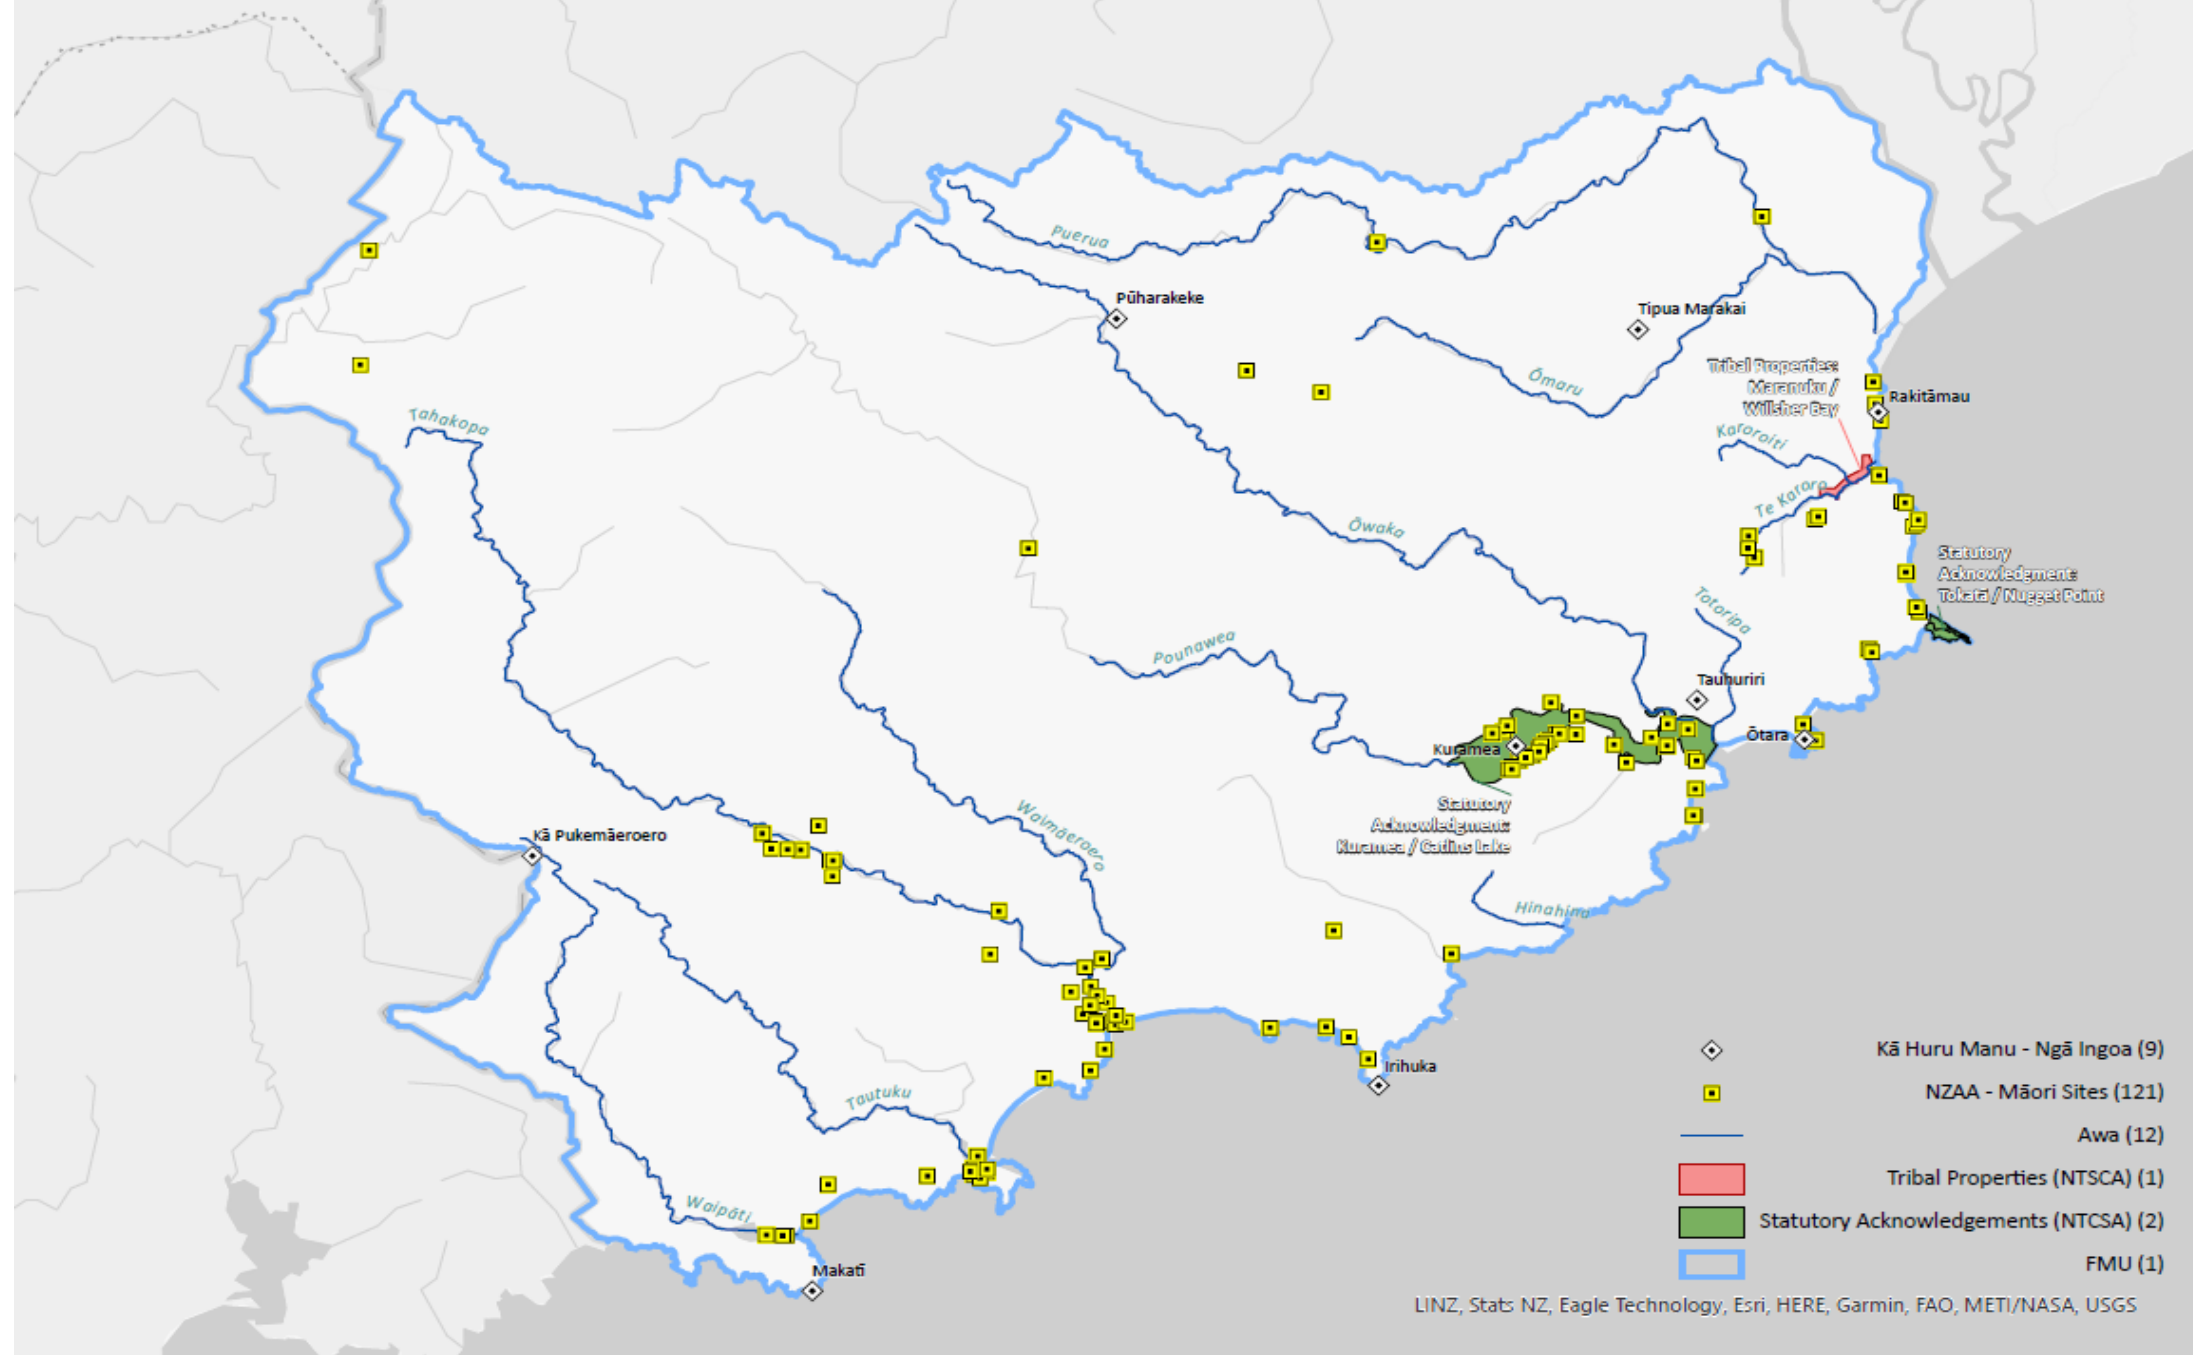 Puerua
Pūharakeke
Tipua Marakai
Tribal Properties:
Maranuku /
Willsher Bay
Ōmaru
Rakitāmau
Tahakopa
Kararoiti
Te Karoro
Ōwaka
Statutory
Acknowledgment:
Tokatā / Nugget Point
Totoripa
Pounawea
Tauhuriri
Ōtara
Kuramea
Statutory
Acknowledgment:
Kuramea / Catlins Lake
Waimāeroero
Kā Pukemāeroero
Hinahina
Irihuka
Tautuku
Waipāti
Makatī
Kā Huru Manu - Ngā Ingoa (9)
NZAA - Māori Sites (121)
Awa (12)
Tribal Properties (NTSCA) (1)
Statutory Acknowledgements (NTCSA) (2)
FMU (1)
LINZ, Stats NZ, Eagle Technology, Esri, HERE, Garmin, FAO, METI/NASA, USGS